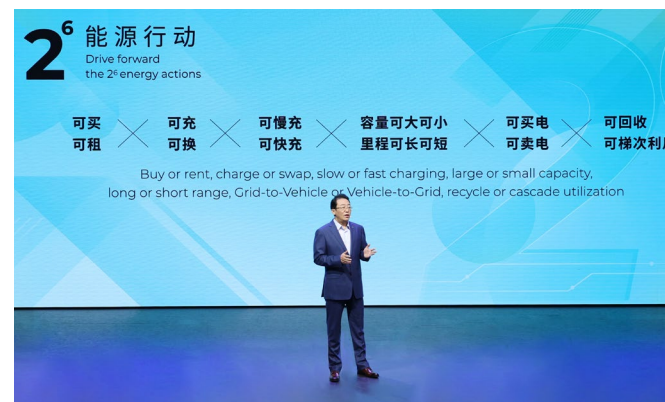 2⁶ 能源行动
Drive forward
the 2⁶ energy actions
可买 可充 可慢充 容量可大可小 可买电 可回收
可租 可换 可快充 里程可长可短 可卖电 可梯次利用
Buy or rent, charge or swap, slow or fast charging, large or small capacity,
long or short range, Grid-to-Vehicle or Vehicle-to-Grid, recycle or cascade utilization